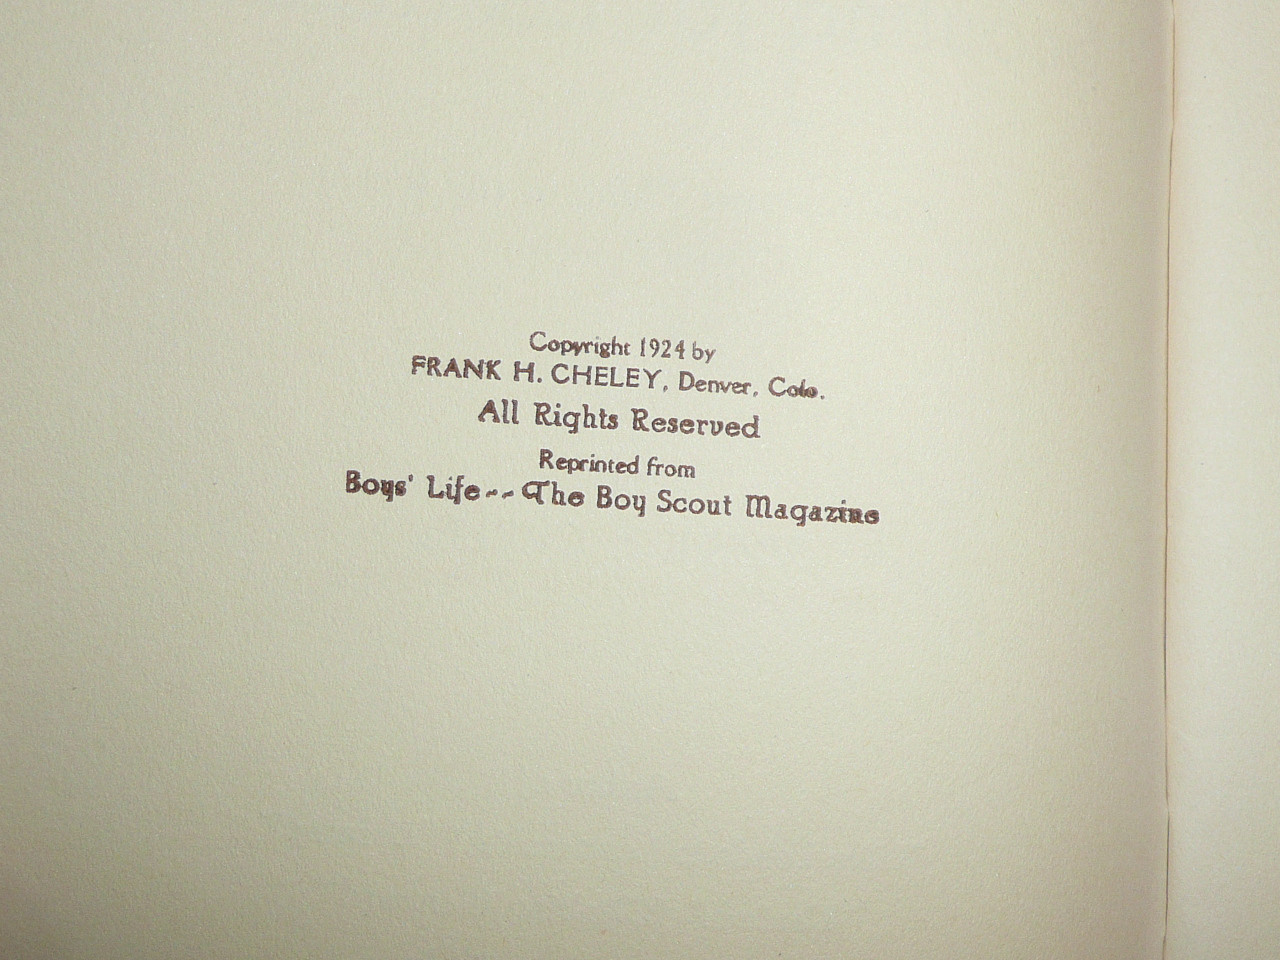 Copyright 1924 by
FRANK H. CHELEY, Denver, Colo.
All Rights Reserved
Reprinted from
Boys' Life--The Boy Scout Magazine